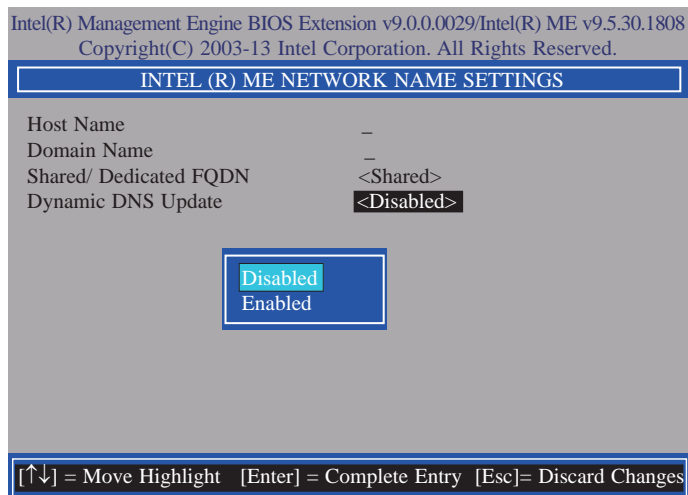 Intel(R) Management Engine BIOS Extension v9.0.0.0029/Intel(R) ME v9.5.30.1808
Copyright(C) 2003-13 Intel Corporation. All Rights Reserved.
INTEL (R) ME NETWORK NAME SETTINGS
Host Name _
Domain Name _
Shared/ Dedicated FQDN <Shared>
Dynamic DNS Update <Disabled>
Disabled
Enabled
[↑↓] = Move Highlight [Enter] = Complete Entry [Esc]= Discard Changes